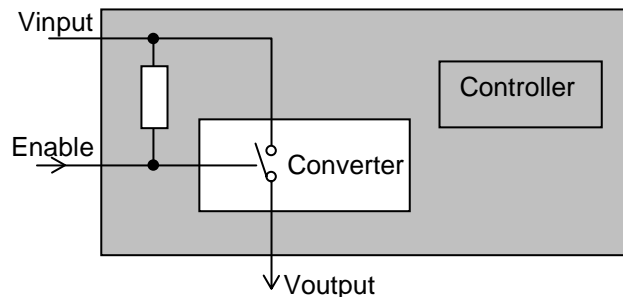 Vinput
Controller
Enable
Converter
Voutput